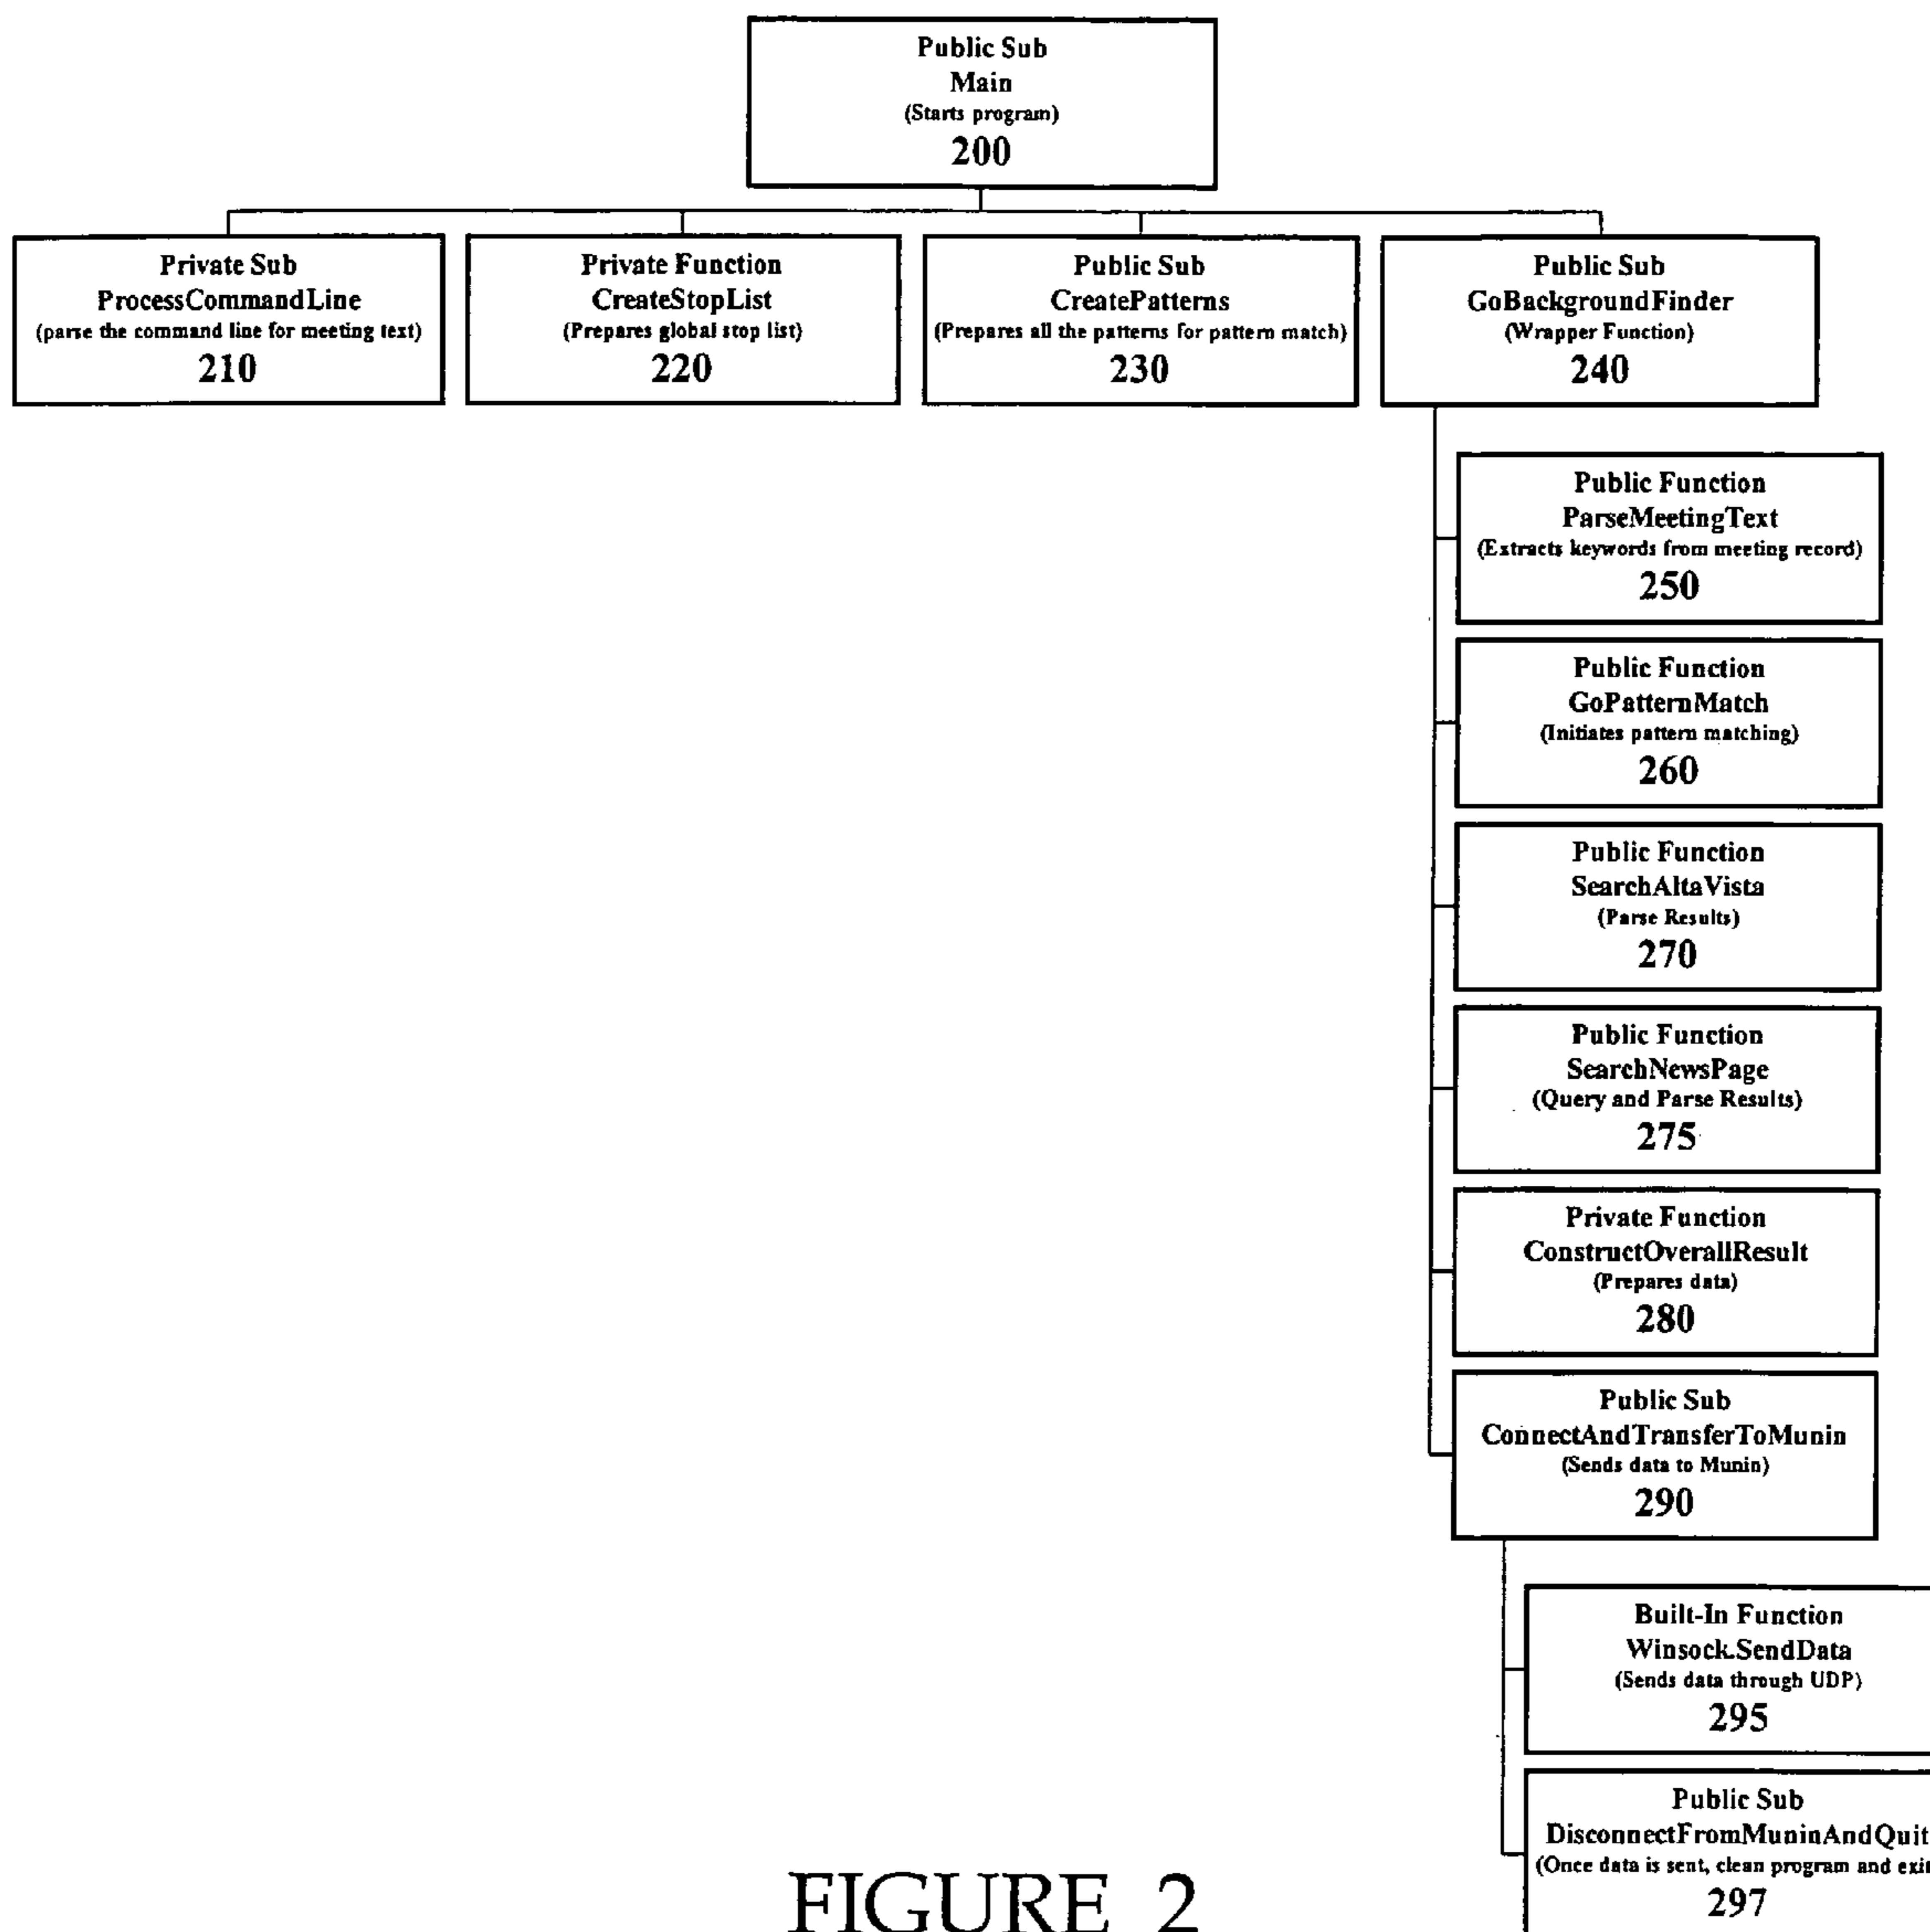 Public Sub
Main
(Starts program)
200
Private Sub
ProcessCommandLine
(parse the command line for meeting text)
210
Private Function
CreateStopList
(Prepares global stop list)
220
Public Sub
CreatePatterns
(Prepares all the patterns for pattern match)
230
Public Sub
GoBackgroundFinder
(Wrapper Function)
240
Public Function
ParseMeetingText
(Extracts keywords from meeting record)
250
Public Function
GoPatternMatch
(Initiates pattern matching)
260
Public Function
SearchAltaVista
(Parse Results)
270
Public Function
SearchNewsPage
(Query and Parse Results)
275
Private Function
ConstructOverallResult
(Prepares data)
280
Public Sub
ConnectAndTransferToMunin
(Sends data to Munin)
290
Built-In Function
Winsock.SendData
(Sends data through UDP)
295
Public Sub
DisconnectFromMuninAndQuit
(Once data is sent, clean program and exit
297
FIGURE 2